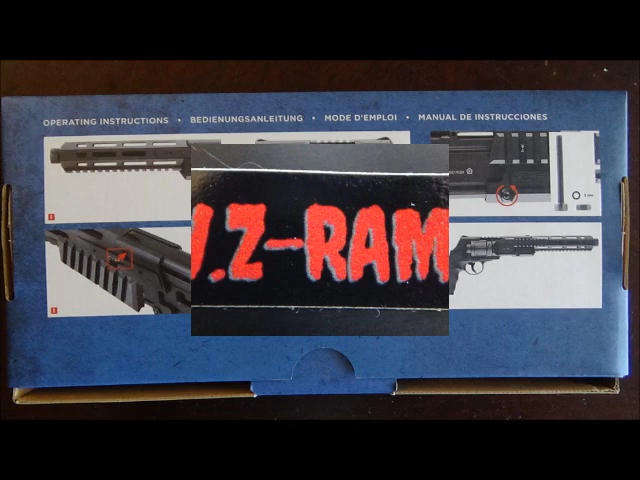 OPERATING INSTRUCTIONS • BEDIENUNGSANLEITUNG • MODE D'EMPLOI • MANUAL DE INSTRUCCIONES
.Z-RAM